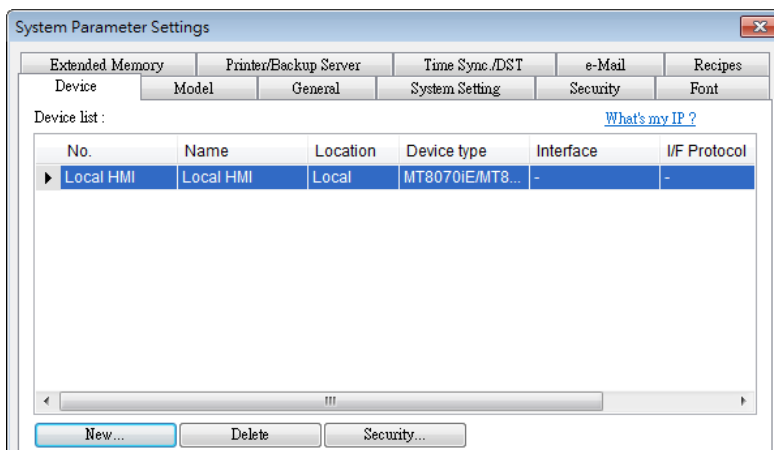 System Parameter Settings
Extended Memory Printer/Backup Server Time Sync./DST e-Mail Recipes
Device Model General System Setting Security Font
Device list : What's my IP ?
No. Name Location Device type Interface I/F Protocol
Local HMI Local HMI Local MT8070iE/MT8... - -
New... Delete Security...